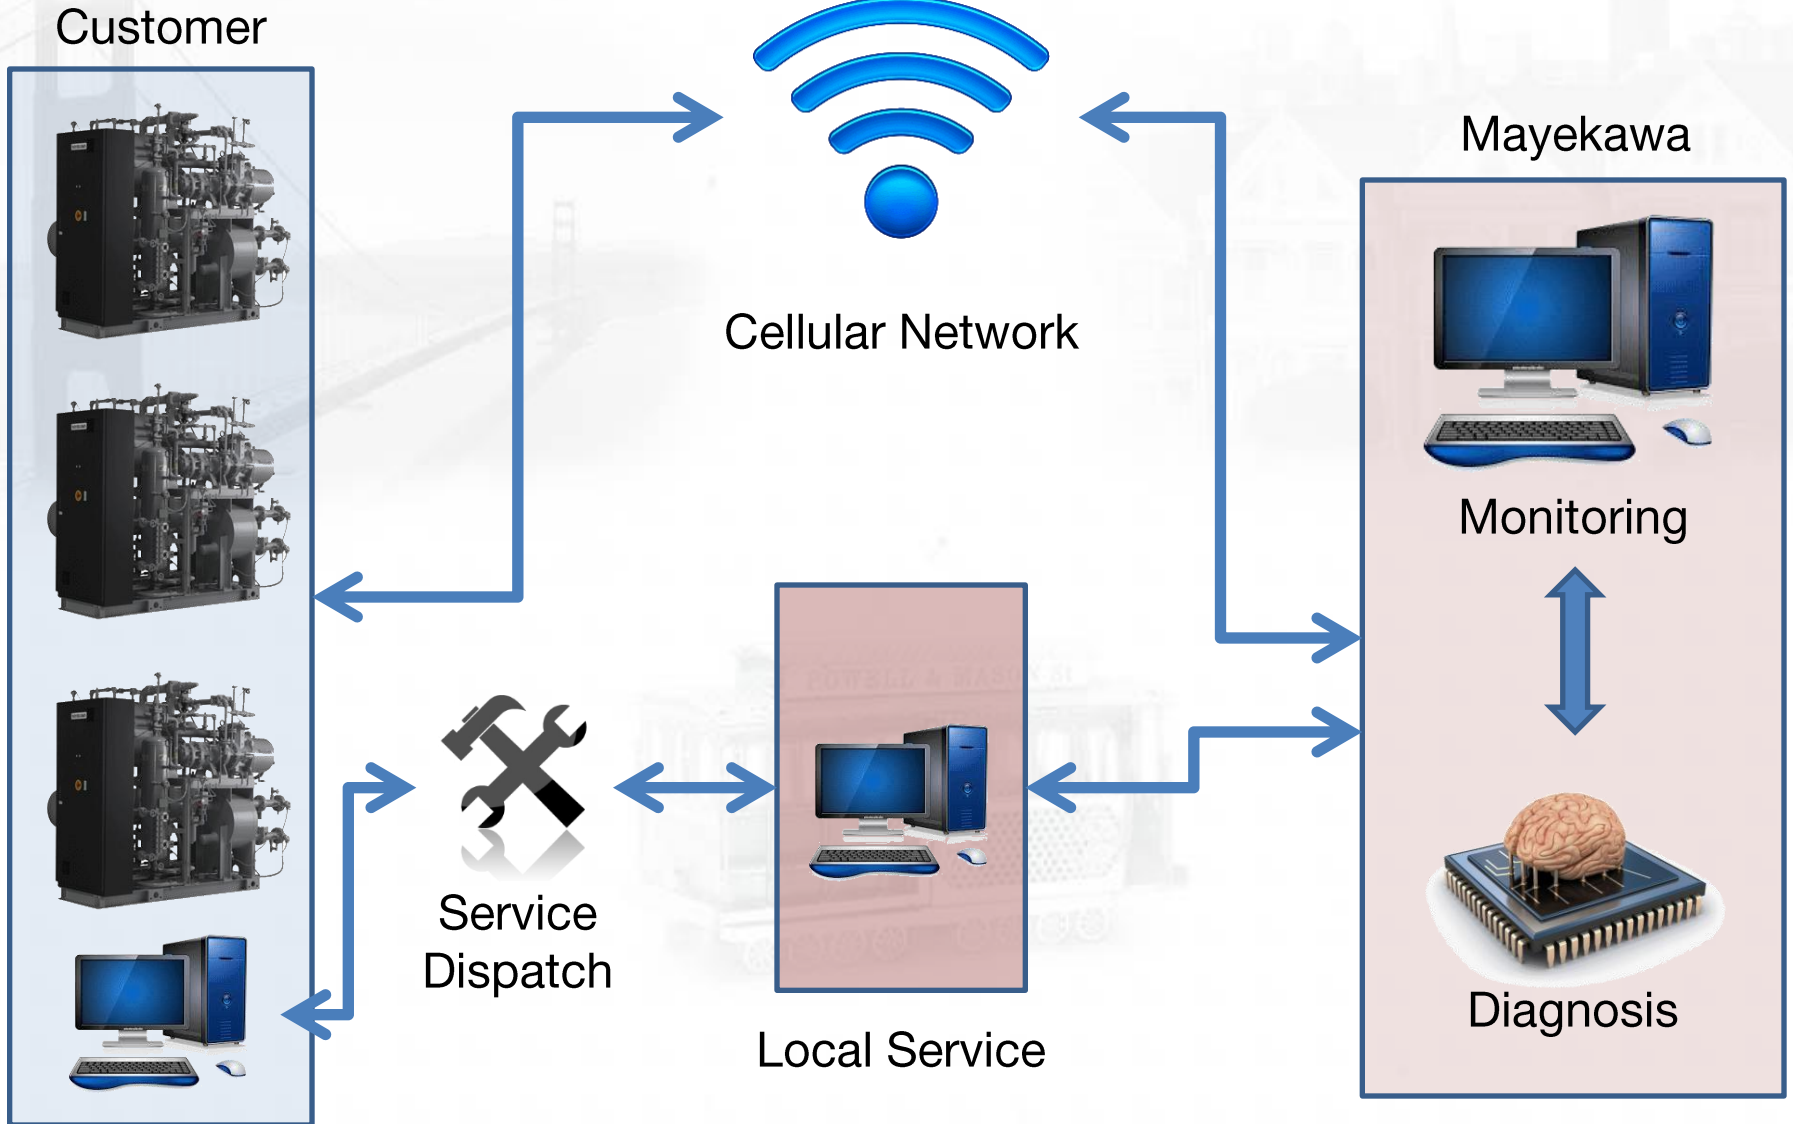 Customer
Mayekawa
Cellular Network
Monitoring
Service
Dispatch
Local Service
Diagnosis